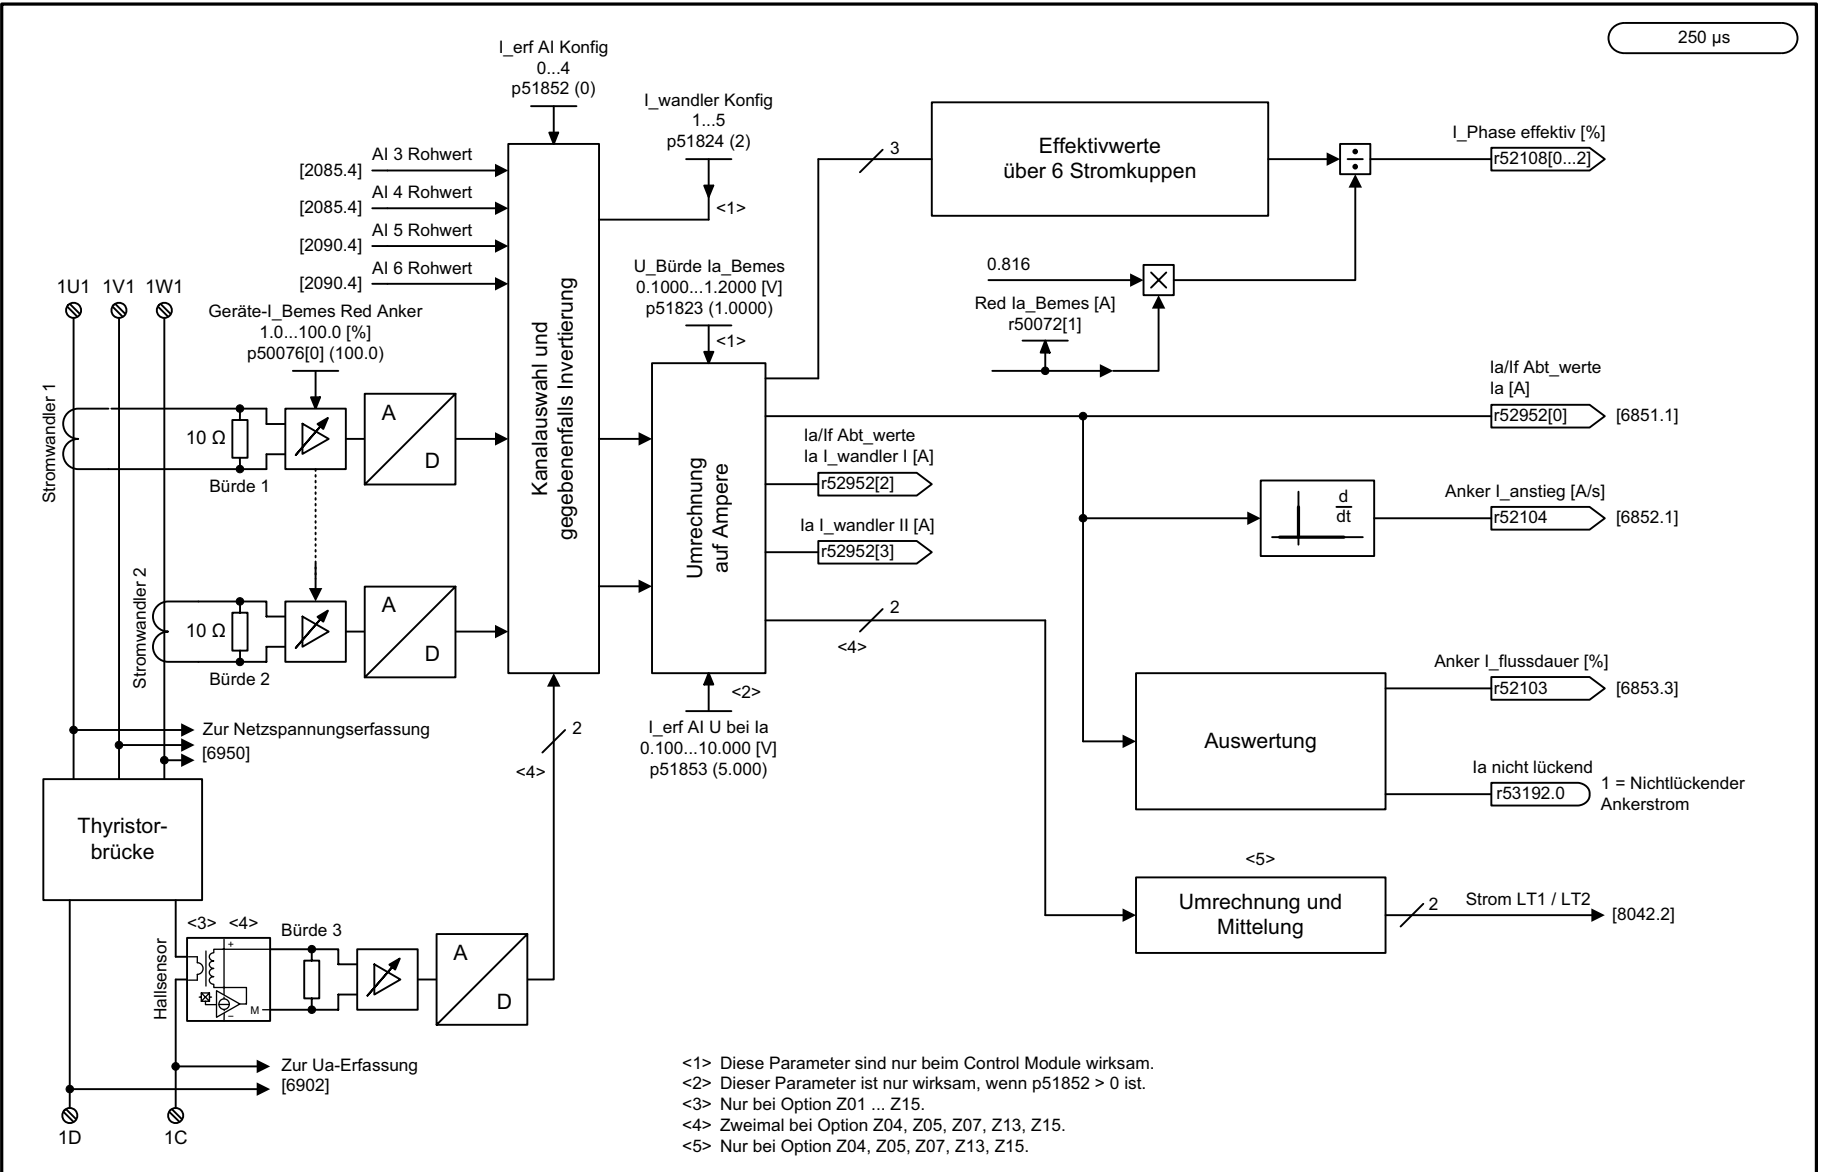 250 µs
I_erf AI Konfig
0...4
p51852 (0)
I_wandler Konfig
1...5
p51824 (2)
<1>
[2085.4] AI 3 Rohwert
[2085.4] AI 4 Rohwert
[2090.4] AI 5 Rohwert
[2090.4] AI 6 Rohwert
Kanalauswahl und
gegebenenfalls Invertierung
3
Effektivwerte
über 6 Stromkuppen
÷
I_Phase effektiv [%]
r52108[0...2]
0.816
×
Red Ia_Bemes [A]
r50072[1]
U_Bürde Ia_Bemes
0.1000...1.2000 [V]
p51823 (1.0000)
<1>
1U1 1V1 1W1
Geräte-I_Bemes Red Anker
1.0...100.0 [%]
p50076[0] (100.0)
Stromwandler 1
10 Ω
Bürde 1
A
D
Stromwandler 2
10 Ω
Bürde 2
A
D
Umrechnung
auf Ampere
Ia/If Abt_werte
Ia I_wandler I [A]
r52952[2]
Ia I_wandler II [A]
r52952[3]
2
<4>
Ia/If Abt_werte
Ia [A]
r52952[0] [6851.1]
d
dt
Anker I_anstieg [A/s]
r52104 [6852.1]
Auswertung
Anker I_flussdauer [%]
r52103 [6853.3]
Ia nicht lückend
r53192.0
1 = Nichtlückender
Ankerstrom
<5>
Umrechnung und
Mittelung
2
Strom LT1 / LT2
[8042.2]
<2>
I_erf AI U bei Ia
0.100...10.000 [V]
p51853 (5.000)
2
<4>
Zur Netzspannungserfassung
[6950]
Thyristor-
brücke
<3> <4>
Hallsensor
+
−
M
Bürde 3
A
D
Zur Ua-Erfassung
[6902]
1D 1C
<1> Diese Parameter sind nur beim Control Module wirksam.
<2> Dieser Parameter ist nur wirksam, wenn p51852 > 0 ist.
<3> Nur bei Option Z01 ... Z15.
<4> Zweimal bei Option Z04, Z05, Z07, Z13, Z15.
<5> Nur bei Option Z04, Z05, Z07, Z13, Z15.